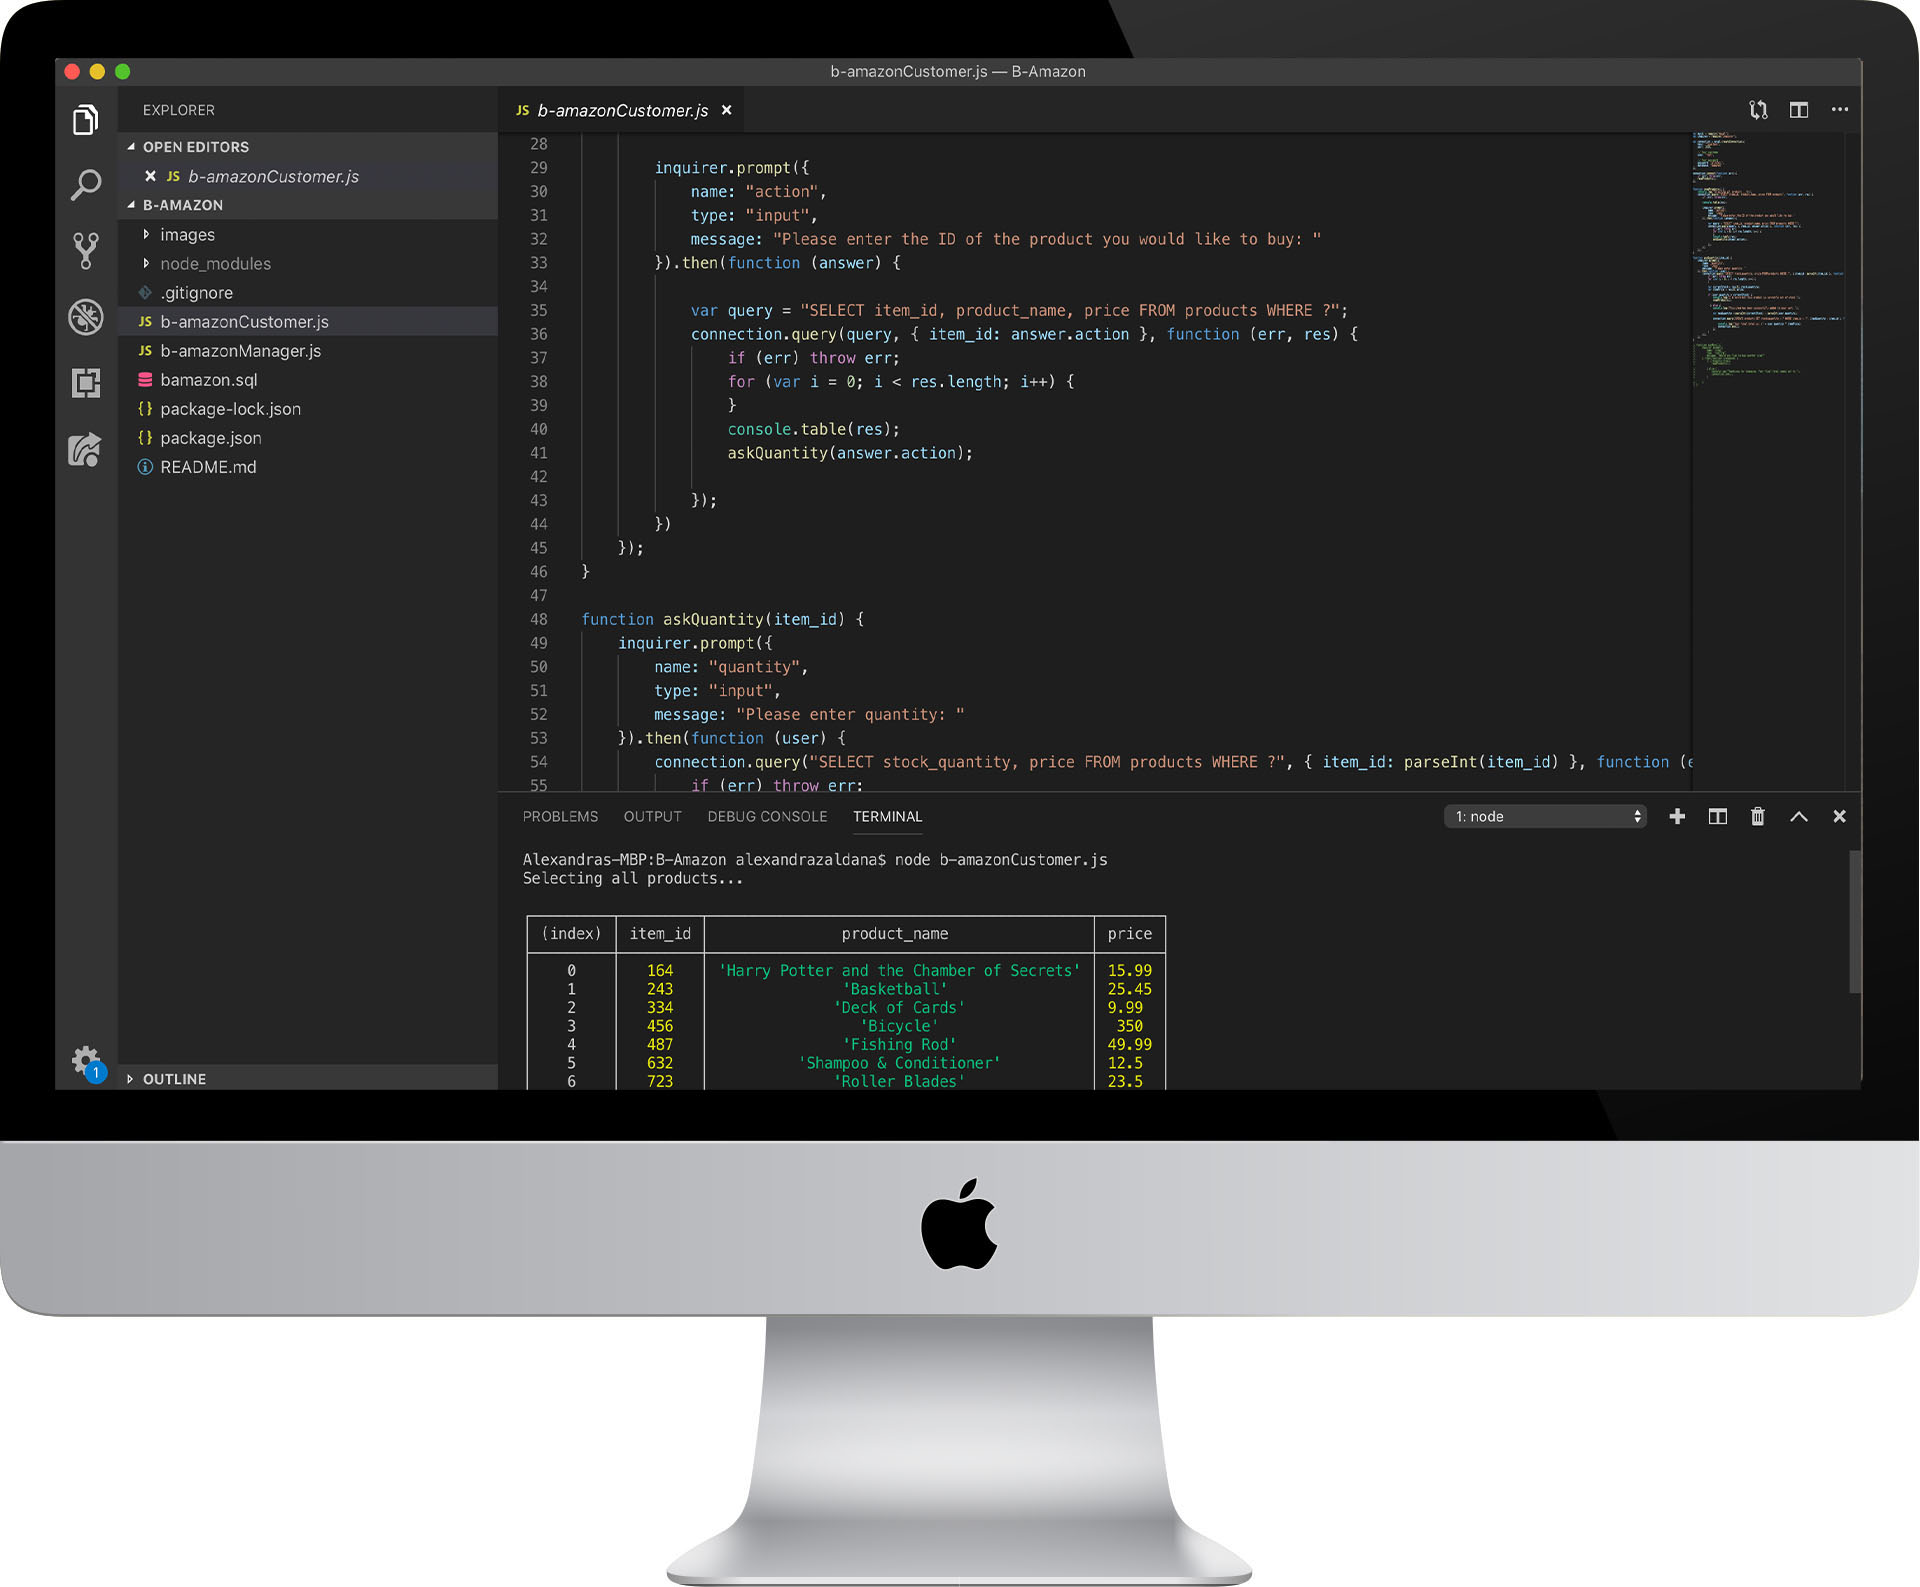 b-amazonCustomer.js — B-Amazon
EXPLORER
OPEN EDITORS
JS b-amazonCustomer.js
B-AMAZON
images
node_modules
.gitignore
JS b-amazonCustomer.js
JS b-amazonManager.js
bamazon.sql
{} package-lock.json
{} package.json
README.md
1
OUTLINE
JS b-amazonCustomer.js
28
29 inquirer.prompt({
30 name: "action",
31 type: "input",
32 message: "Please enter the ID of the product you would like to buy: "
33 }).then(function (answer) {
34
35 var query = "SELECT item_id, product_name, price FROM products WHERE ?";
36 connection.query(query, { item_id: answer.action }, function (err, res) {
37 if (err) throw err;
38 for (var i = 0; i < res.length; i++) {
39 }
40 console.table(res);
41 askQuantity(answer.action);
42
43 });
44 })
45 });
46 }
47
48 function askQuantity(item_id) {
49 inquirer.prompt({
50 name: "quantity",
51 type: "input",
52 message: "Please enter quantity: "
53 }).then(function (user) {
54 connection.query("SELECT stock_quantity, price FROM products WHERE ?", { item_id: parseInt(item_id) }, function (e
55 if (err) throw err;
PROBLEMS OUTPUT DEBUG CONSOLE TERMINAL 1: node
Alexandras-MBP:B-Amazon alexandrazaldana$ node b-amazonCustomer.js
Selecting all products...
(index) item_id product_name price
0 164 'Harry Potter and the Chamber of Secrets' 15.99
1 243 'Basketball' 25.45
2 334 'Deck of Cards' 9.99
3 456 'Bicycle' 350
4 487 'Fishing Rod' 49.99
5 632 'Shampoo & Conditioner' 12.5
6 723 'Roller Blades' 23.5